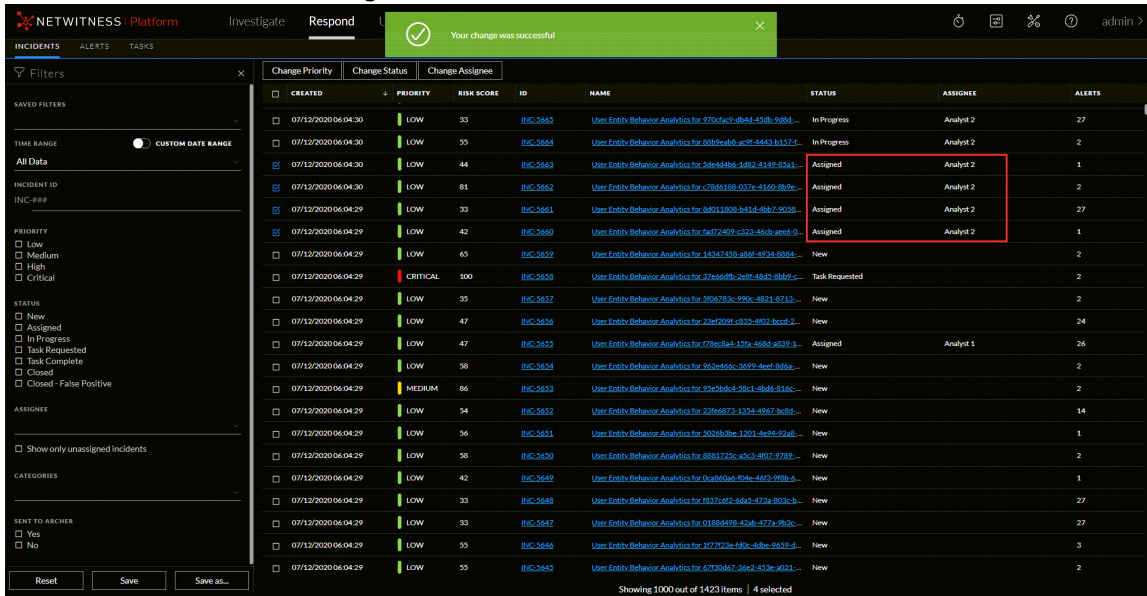 NETWITNESS Platform Investigate Respond U admin >
Your change was successful
INCIDENTS ALERTS TASKS
Filters
Change Priority Change Status Change Assignee
CREATED PRIORITY RISK SCORE ID NAME STATUS ASSIGNEE ALERTS
SAVED FILTERS
TIME RANGE CUSTOM DATE RANGE
All Data
INCIDENT ID
INC-###
PRIORITY
Low
Medium
High
Critical
STATUS
New
Assigned
In Progress
Task Requested
Task Complete
Closed
Closed - False Positive
ASSIGNEE
Show only unassigned incidents
CATEGORIES
SENT TO ARCHER
Yes
No
Reset Save Save as...
07/12/2020 06:04:30 LOW 33 INC-5665 User Entity Behavior Analytics for 970cfac9-db4d-45db-9d8d-... In Progress Analyst 2 27
07/12/2020 06:04:30 LOW 55 INC-5664 User Entity Behavior Analytics for 88b9eab8-ac9f-4443-b157-f... In Progress Analyst 2 2
07/12/2020 06:04:30 LOW 44 INC-5663 User Entity Behavior Analytics for 5de4d4b6-1d82-4149-85a1-... Assigned Analyst 2 1
07/12/2020 06:04:30 LOW 81 INC-5662 User Entity Behavior Analytics for c78d6188-037e-4160-8b9e-... Assigned Analyst 2 2
07/12/2020 06:04:29 LOW 33 INC-5661 User Entity Behavior Analytics for 8d011808-b41d-4bb7-9058... Assigned Analyst 2 27
07/12/2020 06:04:29 LOW 42 INC-5660 User Entity Behavior Analytics for fad72409-c323-46cb-aee6-0... Assigned Analyst 2 1
07/12/2020 06:04:29 LOW 65 INC-5659 User Entity Behavior Analytics for 14347458-a86f-4934-8884-... New 2
07/12/2020 06:04:29 CRITICAL 100 INC-5658 User Entity Behavior Analytics for 37e66dfb-2e8f-48d5-8bb9-c... Task Requested 2
07/12/2020 06:04:29 LOW 35 INC-5657 User Entity Behavior Analytics for 5f06783c-990c-4821-8713-... New 2
07/12/2020 06:04:29 LOW 47 INC-5656 User Entity Behavior Analytics for 23ef209f-c835-4f02-bccd-2... New 24
07/12/2020 06:04:29 LOW 47 INC-5655 User Entity Behavior Analytics for f78ec8a4-15fa-468d-a839-1... Assigned Analyst 1 26
07/12/2020 06:04:29 LOW 58 INC-5654 User Entity Behavior Analytics for 962e466c-3699-4eef-8d6a-... New 2
07/12/2020 06:04:29 MEDIUM 86 INC-5653 User Entity Behavior Analytics for 95e5bdc4-58c1-4bd6-816c-... New 2
07/12/2020 06:04:29 LOW 54 INC-5652 User Entity Behavior Analytics for 23fe6873-1354-4967-bc8d-... New 14
07/12/2020 06:04:29 LOW 56 INC-5651 User Entity Behavior Analytics for 5026b3be-1201-4e94-92a8-... New 1
07/12/2020 06:04:29 LOW 58 INC-5650 User Entity Behavior Analytics for 8881725c-a5c3-4f07-9789-... New 2
07/12/2020 06:04:29 LOW 42 INC-5649 User Entity Behavior Analytics for 0ca860a6-f04e-46f3-9f8b-6... New 1
07/12/2020 06:04:29 LOW 33 INC-5648 User Entity Behavior Analytics for f837c6f2-6da5-473a-803c-b... New 27
07/12/2020 06:04:29 LOW 33 INC-5647 User Entity Behavior Analytics for 0188d498-42ab-477a-9b3c-... New 27
07/12/2020 06:04:29 LOW 55 INC-5646 User Entity Behavior Analytics for 1f77f23e-fd0c-4dbe-9659-d... New 3
07/12/2020 06:04:29 LOW 55 INC-5645 User Entity Behavior Analytics for 67f30d67-36e2-453e-a021-... New 2
Showing 1000 out of 1423 items | 4 selected